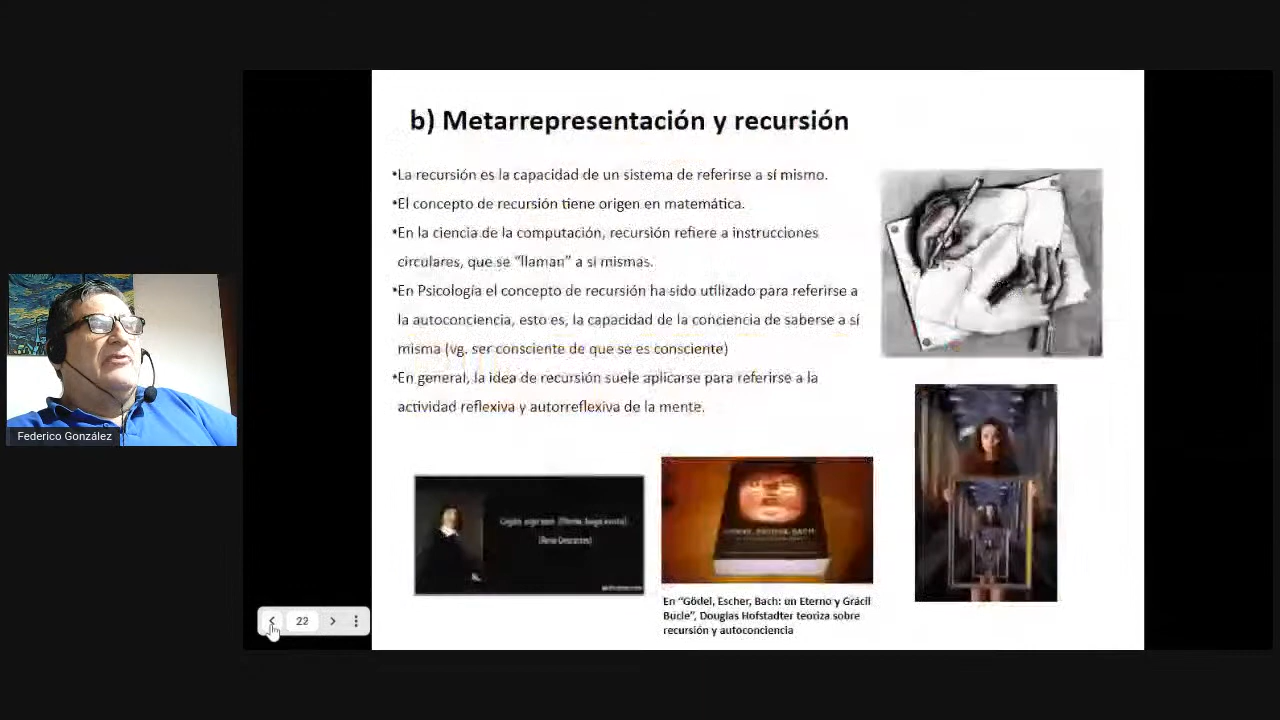 b) Metarrepresentación y recursión
•La recursión es la capacidad de un sistema de referirse a sí mismo.
•El concepto de recursión tiene origen en matemática.
•En la ciencia de la computación, recursión refiere a instrucciones
circulares, que se “llaman” a si mismas.
•En Psicología el concepto de recursión ha sido utilizado para referirse a
la autoconciencia, esto es, la capacidad de la conciencia de saberse a sí
misma (vg. ser consciente de que se es consciente)
•En general, la idea de recursión suele aplicarse para referirse a la
actividad reflexiva y autorreflexiva de la mente.
Federico González
(Rene Descartes)
En “Gödel, Escher, Bach: un Eterno y Grácil
Bucle”, Douglas Hofstadter teoriza sobre
recursión y autoconciencia
22